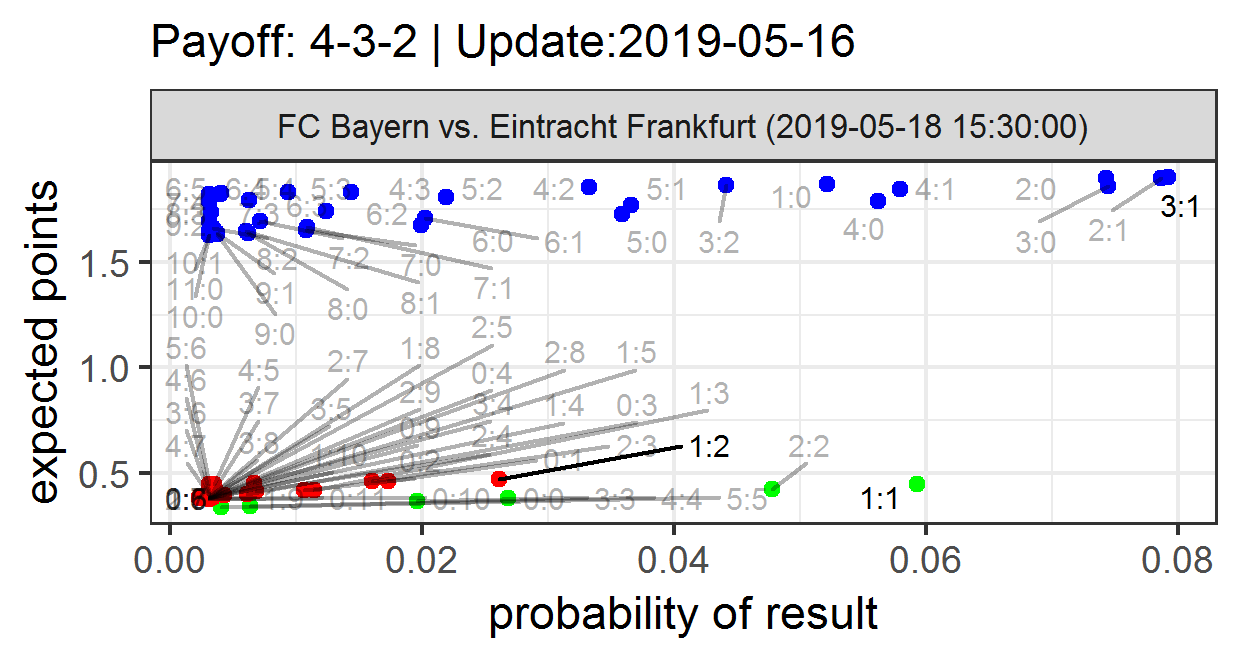 Payoff: 4-3-2 | Update:2019-05-16
FC Bayern vs. Eintracht Frankfurt (2019-05-18 15:30:00)
expected points
1.5
1.0
0.5
6:5 6:4 5:4 5:3 4:3 5:2 4:2 5:1 1:0 4:1 2:0
7:3 6:3 6:2 3:1
6:0 6:1 5:0 3:2 4:0 3:0 2:1
10:1 8:2 7:2 7:0
11:0 9:1 8:0 8:1 7:1
10:0 9:0
2:5
5:6 2:7 1:8 2:8 1:5
4:6 4:5 0:4
3:6 3:7 3:5 2:9 3:4 1:4 0:3 1:3
4:7 3:8 1:10 0:9 2:4 2:3 1:2 2:2
0:2 0:1
1:9 0:11 0:10 0:0 3:3 4:4 5:5 1:1
0.00 0.02 0.04 0.06 0.08
probability of result